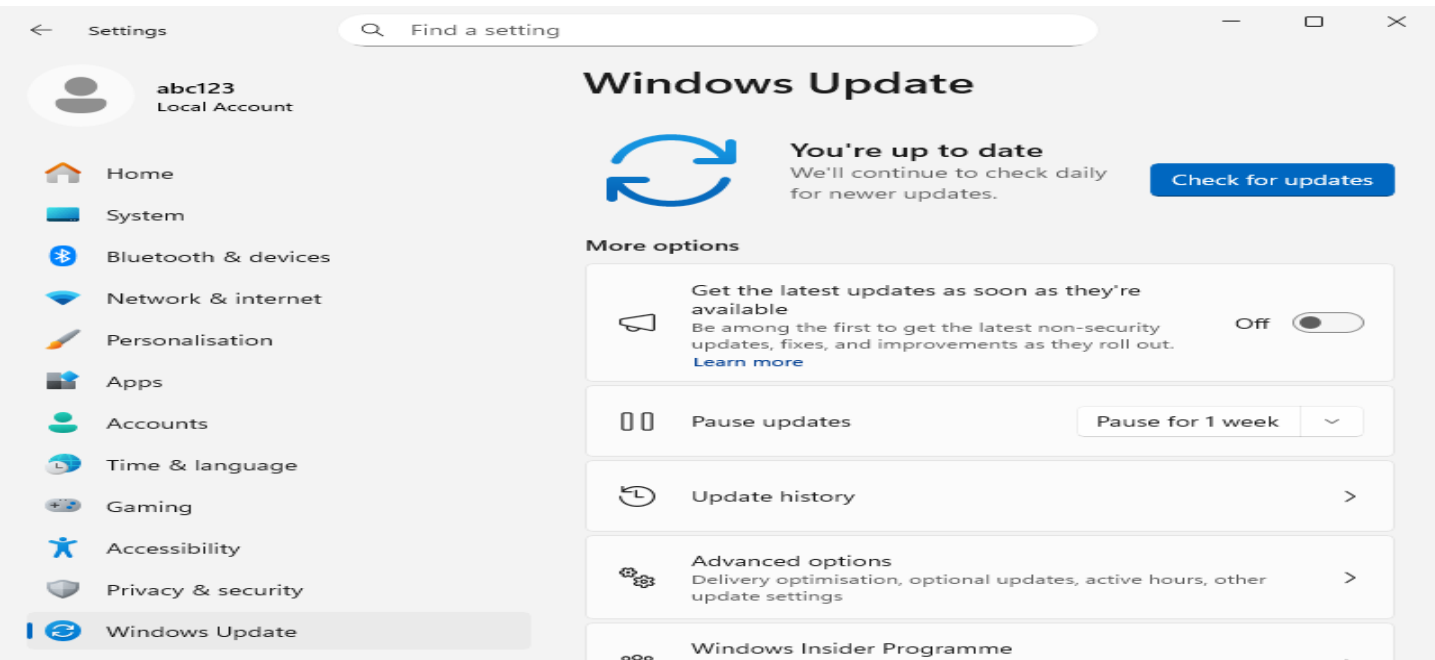 Settings
Find a setting
abc123
Local Account
Home
System
Bluetooth & devices
Network & internet
Personalisation
Apps
Accounts
Time & language
Gaming
Accessibility
Privacy & security
Windows Update
Windows Update
You're up to date
We'll continue to check daily
for newer updates.
Check for updates
More options
Get the latest updates as soon as they're
available
Be among the first to get the latest non-security
updates, fixes, and improvements as they roll out.
Learn more
Off
Pause updates
Pause for 1 week
Update history
Advanced options
Delivery optimisation, optional updates, active hours, other
update settings
Windows Insider Programme